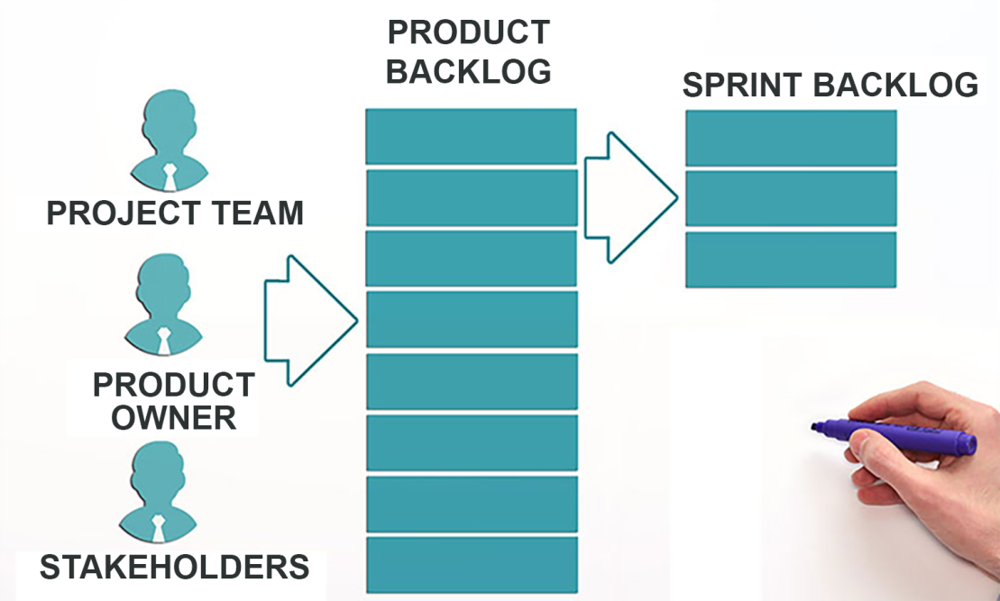 PRODUCT
BACKLOG
SPRINT BACKLOG
PROJECT TEAM
PRODUCT
OWNER
STAKEHOLDERS